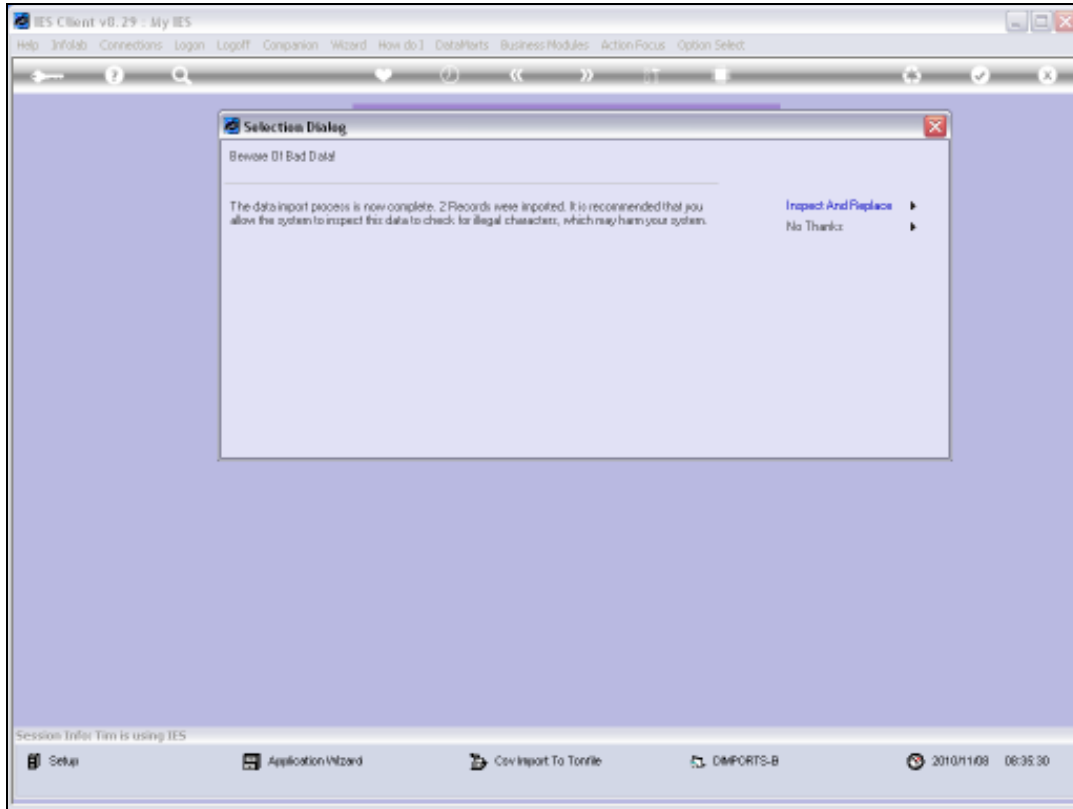 IES Client v8.29 : My IES
Help Infolab Connections Logon Logoff Companion Wizard How do I DataMarts Business Modules Action Focus Option Select
Selection Dialog
Beware Of Bad Data!
The data import process is now complete. 2 Records were imported. It is recommended that you
allow the system to inspect this data to check for illegal characters, which may harm your system.
Inspect And Replace
No Thanks
Session Info: Tim is using IES
Setup Application Wizard Csv Import To Tonfile DIMPORTS-B 2010/11/08 08:35:30